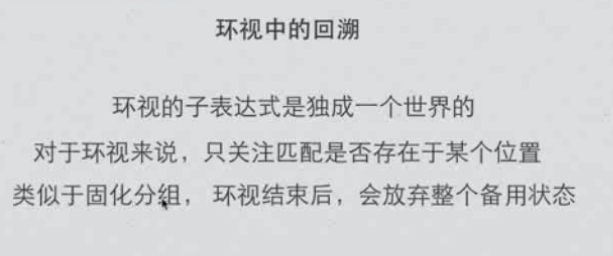 环视中的回溯
环视的子表达式是独成一个世界的
对于环视来说，只关注匹配是否存在于某个位置
类似于固化分组， 环视结束后，会放弃整个备用状态